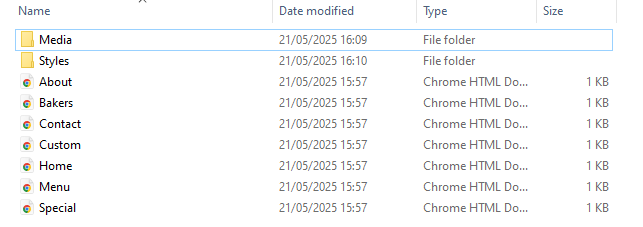 Name Date modified Type Size
Media 21/05/2025 16:09 File folder
Styles 21/05/2025 16:10 File folder
About 21/05/2025 15:57 Chrome HTML Do... 1 KB
Bakers 21/05/2025 15:57 Chrome HTML Do... 1 KB
Contact 21/05/2025 15:57 Chrome HTML Do... 1 KB
Custom 21/05/2025 15:57 Chrome HTML Do... 1 KB
Home 21/05/2025 15:57 Chrome HTML Do... 1 KB
Menu 21/05/2025 15:57 Chrome HTML Do... 1 KB
Special 21/05/2025 15:57 Chrome HTML Do... 1 KB